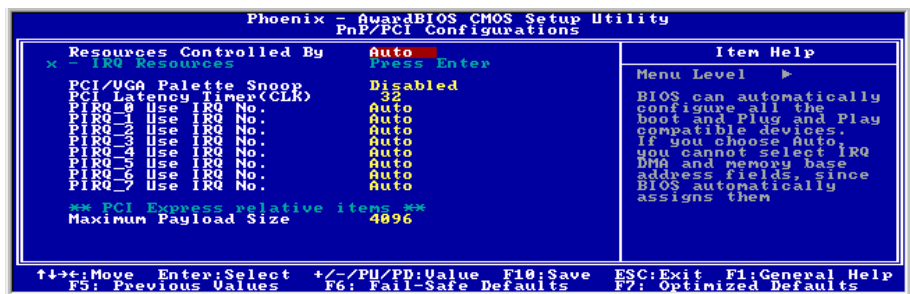 Phoenix - AwardBIOS CMOS Setup Utility
PnP/PCI Configurations
Resources Controlled By Auto
x - IRQ Resources Press Enter
PCI/VGA Palette Snoop Disabled
PCI Latency Timer(CLK) 32
PIRQ_0 Use IRQ No. Auto
PIRQ_1 Use IRQ No. Auto
PIRQ_2 Use IRQ No. Auto
PIRQ_3 Use IRQ No. Auto
PIRQ_4 Use IRQ No. Auto
PIRQ_5 Use IRQ No. Auto
PIRQ_6 Use IRQ No. Auto
PIRQ_7 Use IRQ No. Auto
** PCI Express relative items **
Maximum Payload Size 4096
Item Help
Menu Level ►
BIOS can automatically
configure all the
boot and Plug and Play
compatible devices.
If you choose Auto,
you cannot select IRQ
DMA and memory base
address fields, since
BIOS automatically
assigns them
↑↓→←:Move Enter:Select +/-/PU/PD:Value F10:Save ESC:Exit F1:General Help
F5: Previous Values F6: Fail-Safe Defaults F7: Optimized Defaults